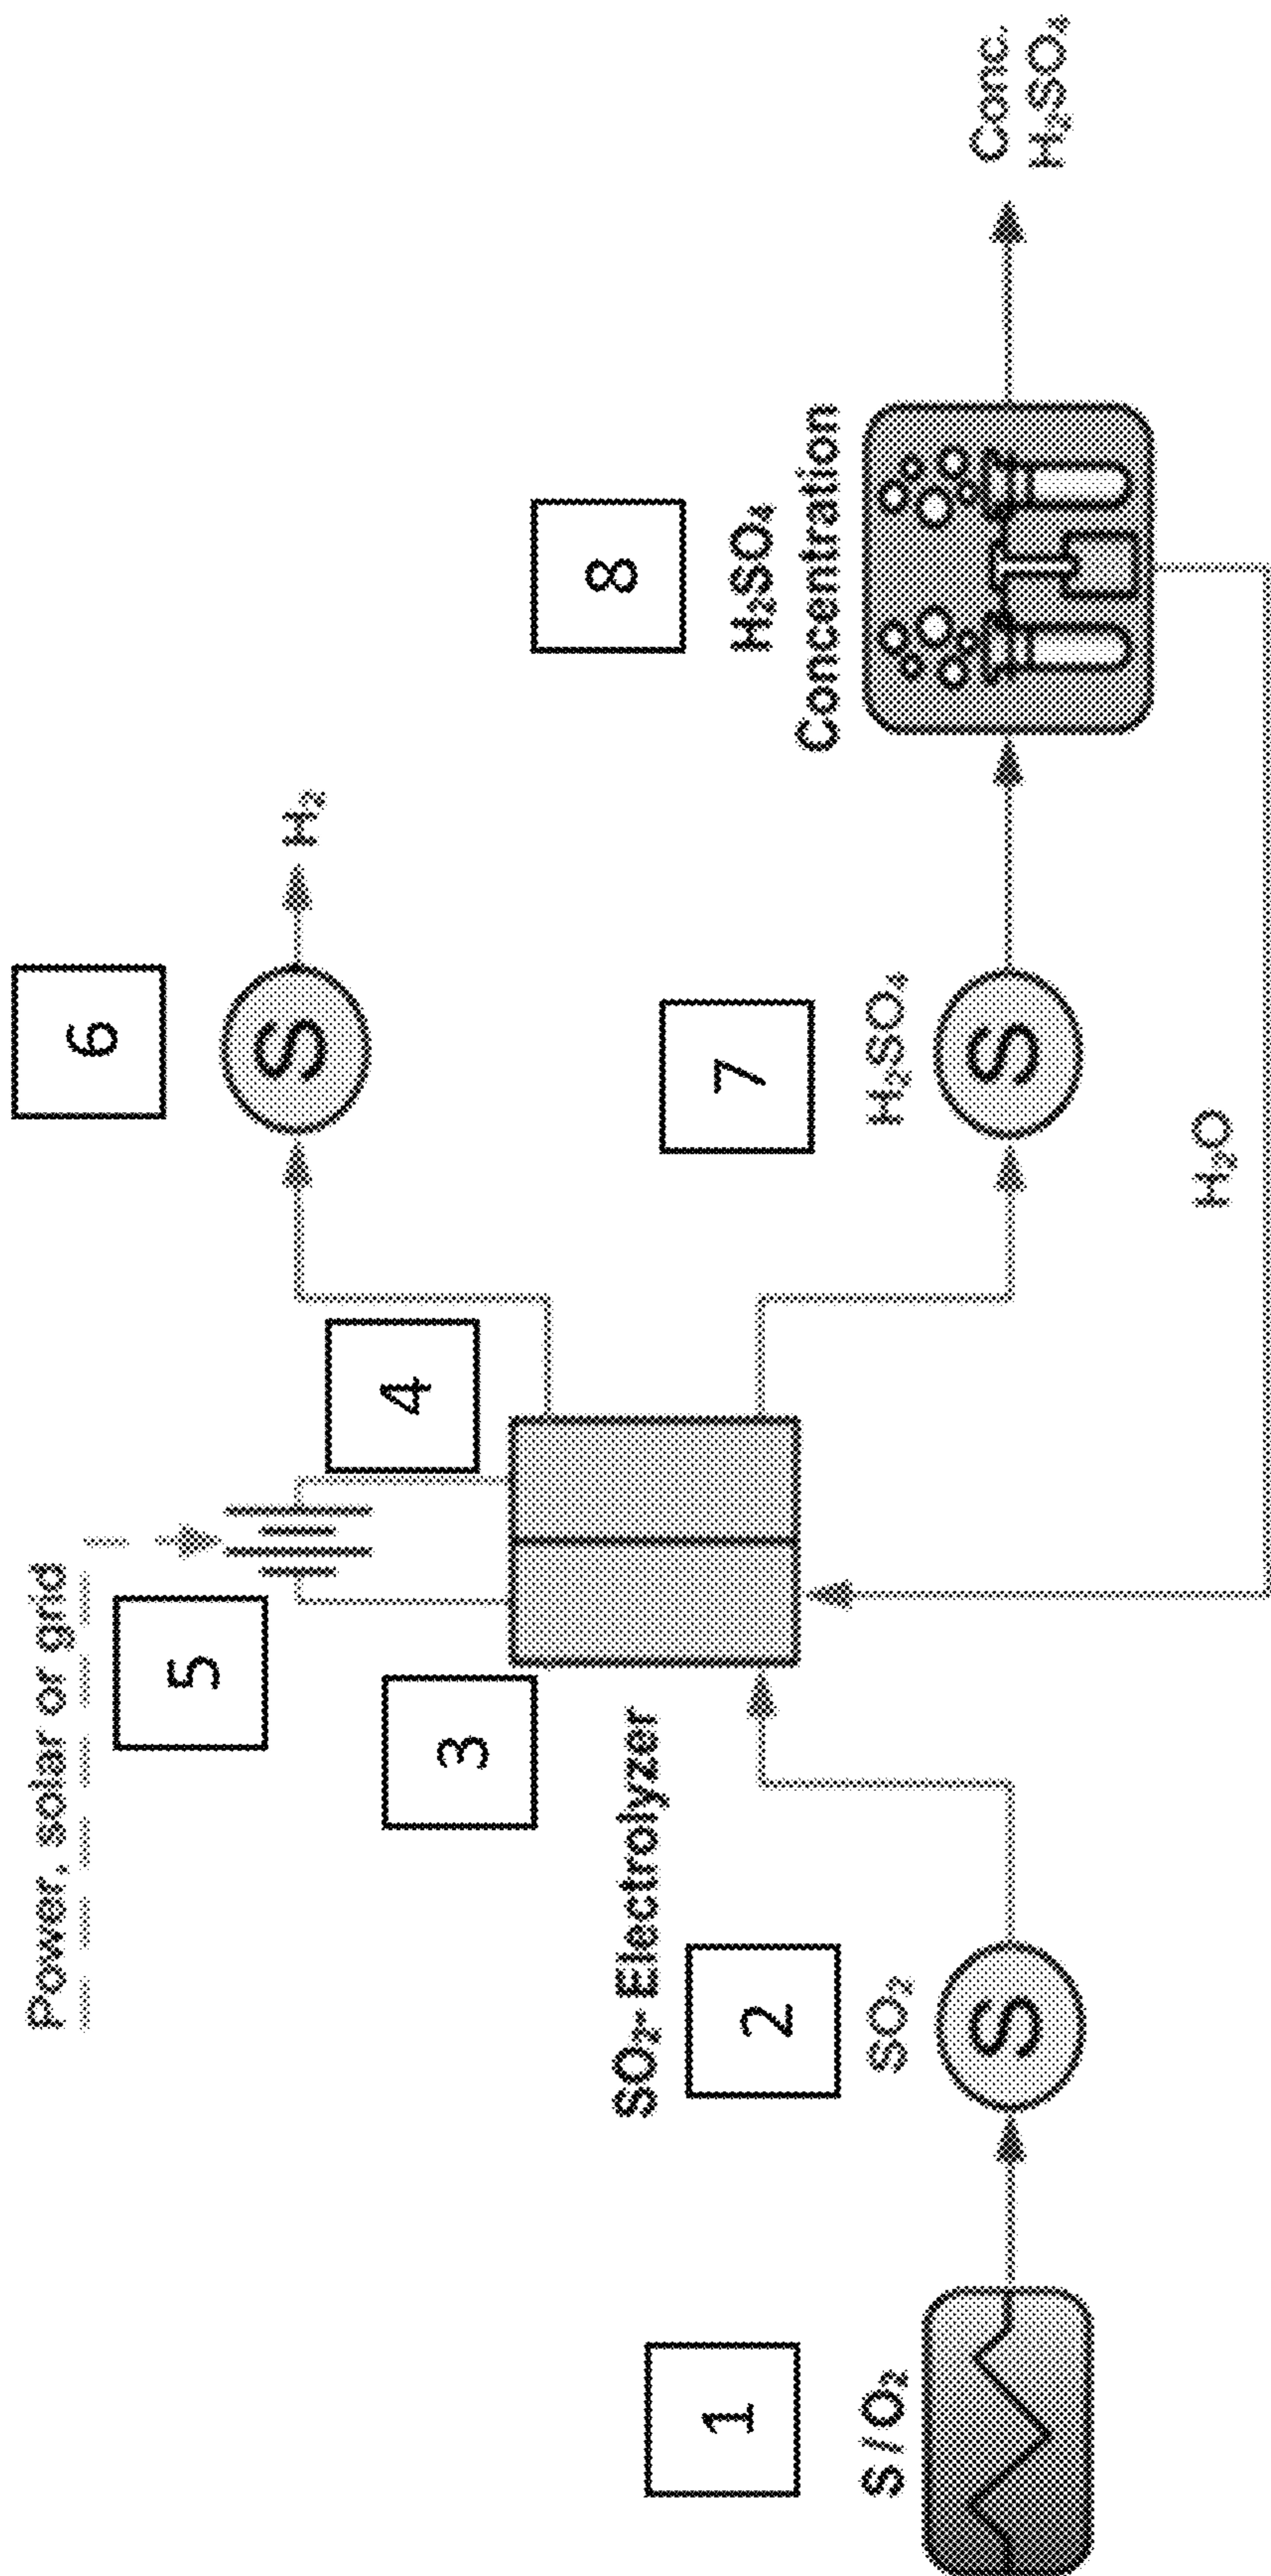 Power, solar or grid
6
S
H₂
5
4
3
SO₂- Electrolyzer
8
H₂SO₄
Concentration
1
S / O₂
2
SO₂
S
7
H₂SO₄
S
Conc.
H₂SO₄
H₂O